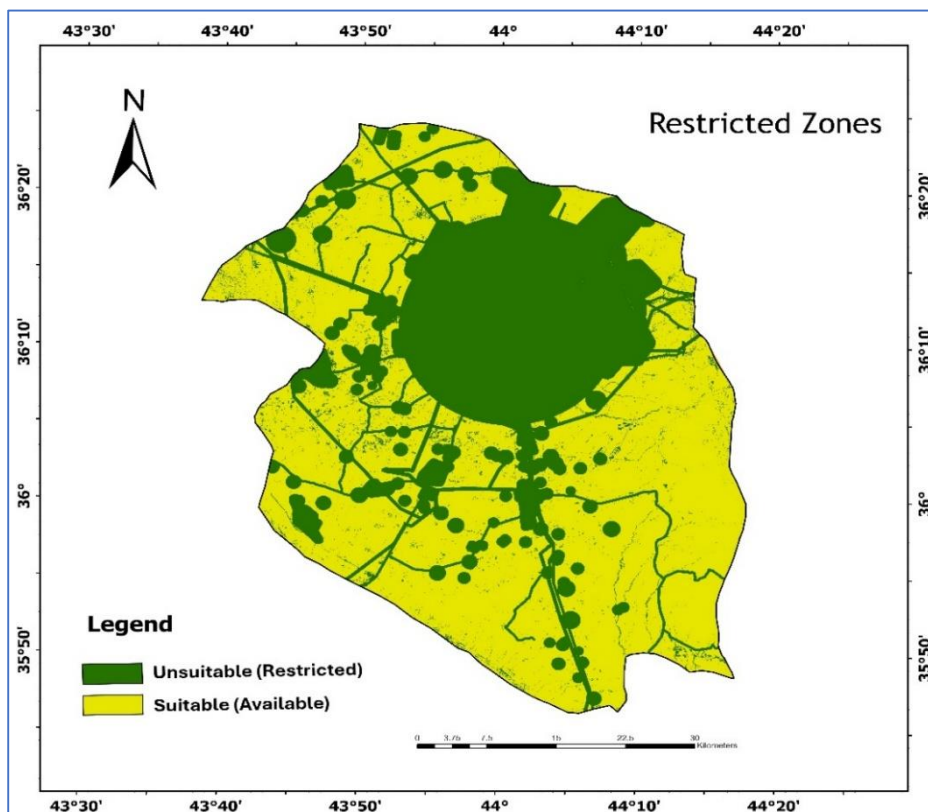 43°30' 43°40' 43°50' 44° 44°10' 44°20'
N
Restricted Zones
36°20' 36°20'
36°10' 36°10'
36° 36°
35°50' 35°50'
Legend
Unsuitable (Restricted)
Suitable (Available)
0 3.75 7.5 15 22.5 30
Kilometers
43°30' 43°40' 43°50' 44° 44°10' 44°20'